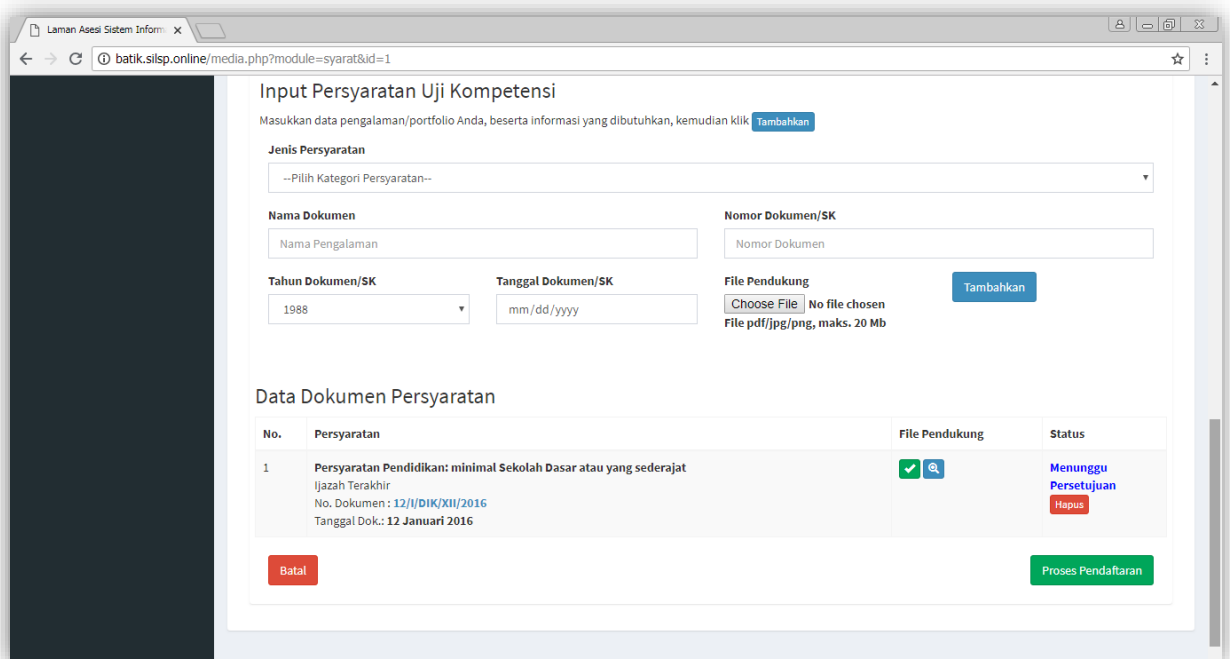 Laman Asesi Sistem Inform
batik.silsp.online/media.php?module=syarat&id=1
Input Persyaratan Uji Kompetensi
Masukkan data pengalaman/portfolio Anda, beserta informasi yang dibutuhkan, kemudian klik Tambahkan
Jenis Persyaratan
--Pilih Kategori Persyaratan--
Nama Dokumen
Nomor Dokumen/SK
Nama Pengalaman
Nomor Dokumen
Tahun Dokumen/SK
Tanggal Dokumen/SK
File Pendukung
Tambahkan
1988
mm/dd/yyyy
Choose File No file chosen
File pdf/jpg/png, maks. 20 Mb
Data Dokumen Persyaratan
No. Persyaratan File Pendukung Status
1 Persyaratan Pendidikan: minimal Sekolah Dasar atau yang sederajat
Ijazah Terakhir
No. Dokumen : 12/I/DIK/XII/2016
Tanggal Dok.: 12 Januari 2016
Menunggu
Persetujuan
Hapus
Batal
Proses Pendaftaran